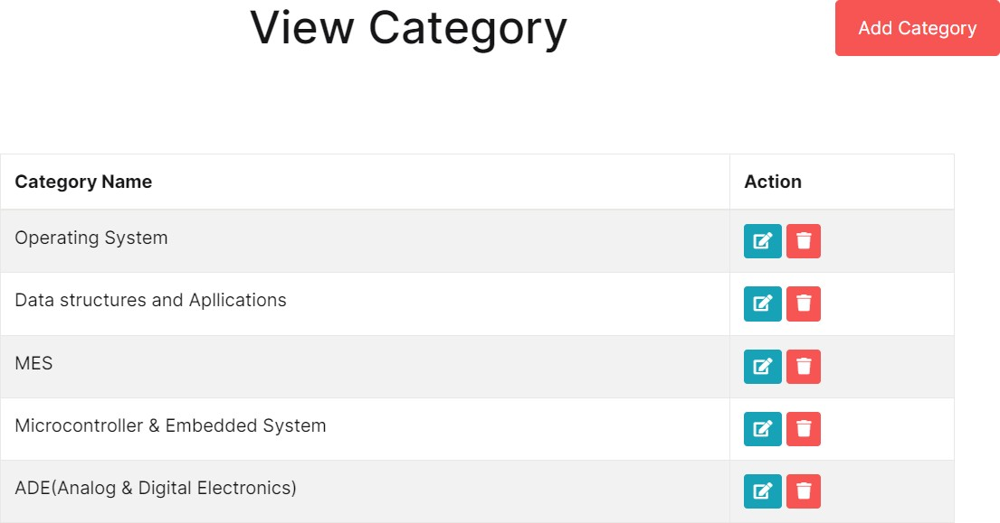 View Category
Add Category
Category Name Action
Operating System
Data structures and Apllications
MES
Microcontroller & Embedded System
ADE(Analog & Digital Electronics)